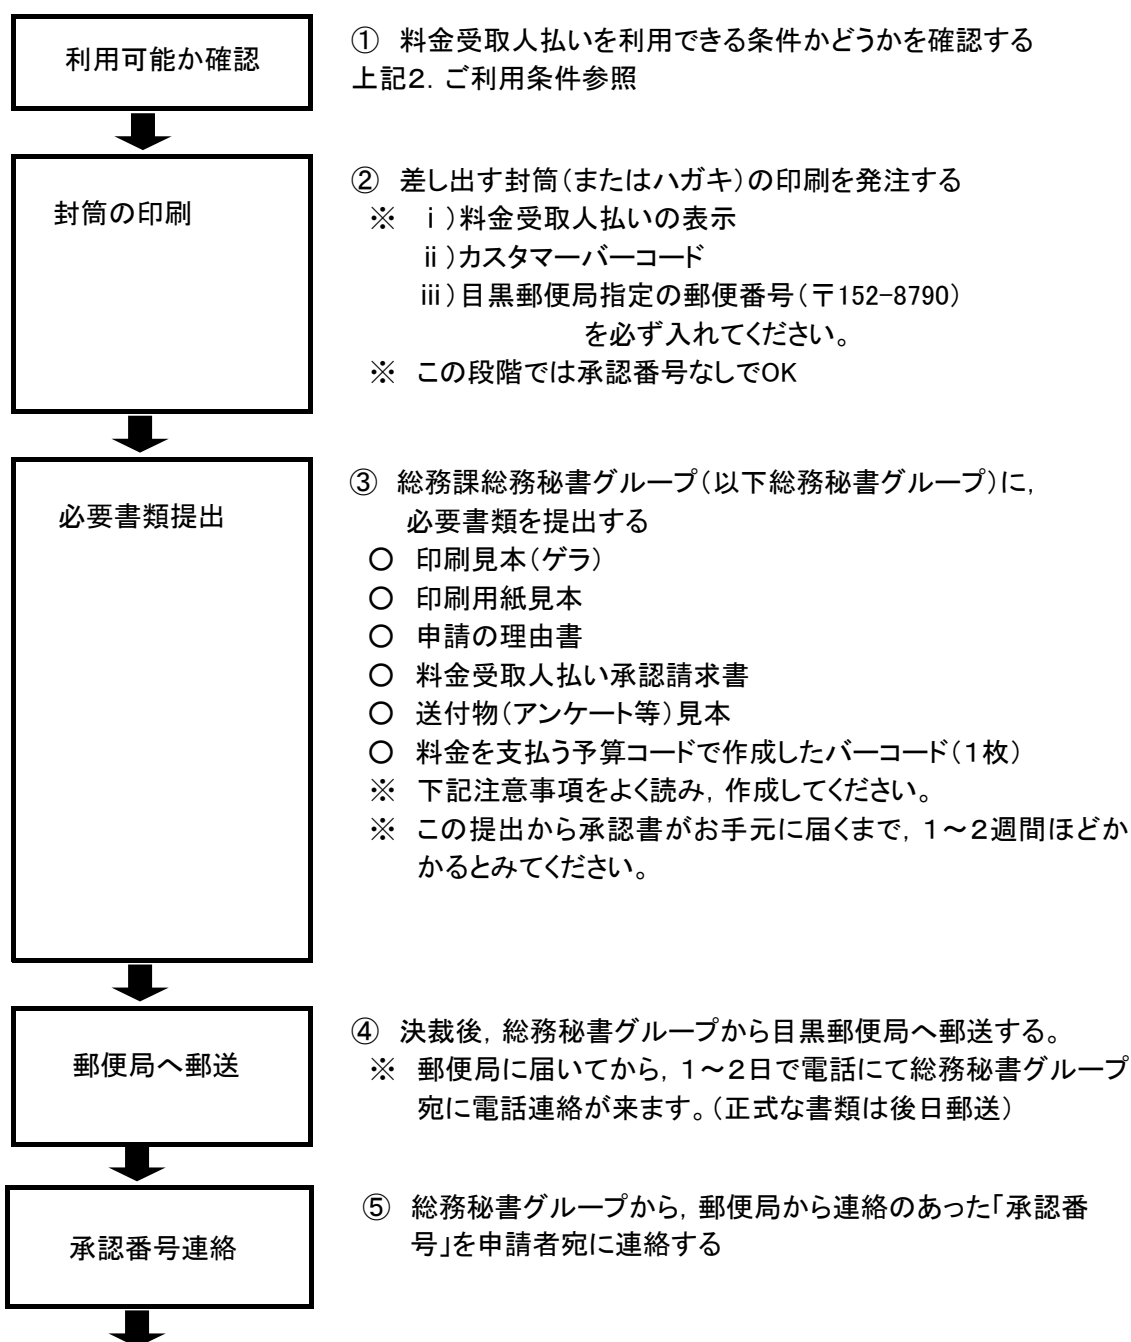 利用可能か確認
① 料金受取人払いを利用できる条件かどうかを確認する
上記２．ご利用条件参照
封筒の印刷
② 差し出す封筒（またはハガキ）の印刷を発注する
※ ⅰ）料金受取人払いの表示
ⅱ）カスタマーバーコード
ⅲ）目黒郵便局指定の郵便番号（〒152-8790）
を必ず入れてください。
※ この段階では承認番号なしでOK
必要書類提出
③ 総務課総務秘書グループ（以下総務秘書グループ）に，
必要書類を提出する
○ 印刷見本（ゲラ）
○ 印刷用紙見本
○ 申請の理由書
○ 料金受取人払い承認請求書
○ 送付物（アンケート等）見本
○ 料金を支払う予算コードで作成したバーコード（１枚）
※ 下記注意事項をよく読み，作成してください。
※ この提出から承認書がお手元に届くまで，１～２週間ほどか
かるとみてください。
郵便局へ郵送
④ 決裁後，総務秘書グループから目黒郵便局へ郵送する。
※ 郵便局に届いてから，１～２日で電話にて総務秘書グループ
宛に電話連絡が来ます。（正式な書類は後日郵送）
承認番号連絡
⑤ 総務秘書グループから，郵便局から連絡のあった「承認番
号」を申請者宛に連絡する